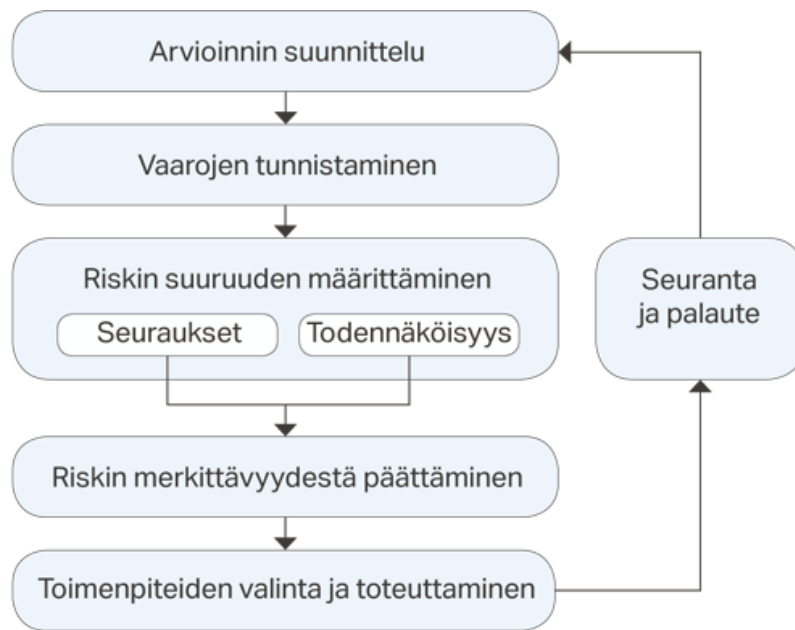 Arvioinnin suunnittelu
Vaarojen tunnistaminen
Riskin suuruuden määrittäminen
Seuraukset
Todennäköisyys
Riskin merkittävyydestä päättäminen
Toimenpiteiden valinta ja toteuttaminen
Seuranta
ja palaute